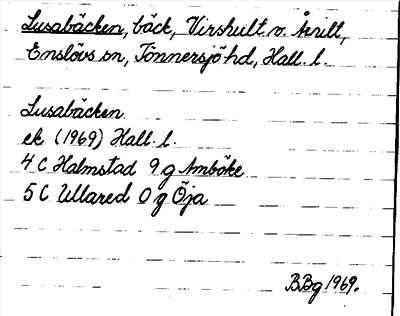 Lusabäcken, bäck, Virshult v. Årilt,
Enslövs sn, Tönnersjö hd, Hall. l.
Lusabäcken
ek (1969) Hall. l.
4 C Halmstad 9 g Amböke
5 C Ullared 0 g Öja
BBg 1969.